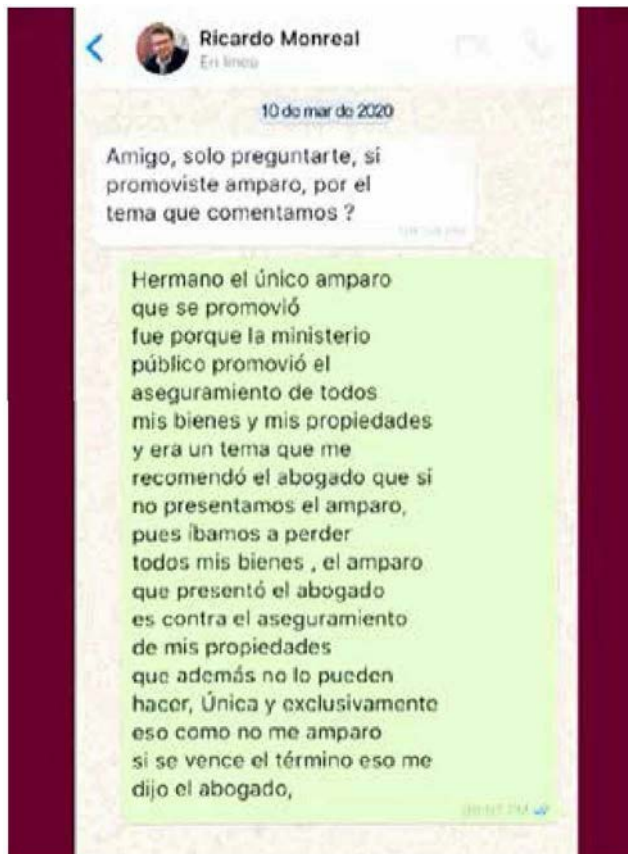 Ricardo Monreal
En línea
10 de mar de 2020
Amigo, solo preguntarte, si
promoviste amparo, por el
tema que comentamos ?
Hermano el único amparo
que se promovió
fue porque la ministerio
público promovió el
aseguramiento de todos
mis bienes y mis propiedades
y era un tema que me
recomendó el abogado que si
no presentamos el amparo,
pues íbamos a perder
todos mis bienes , el amparo
que presentó el abogado
es contra el aseguramiento
de mis propiedades
que además no lo pueden
hacer, Única y exclusivamente
eso como no me amparo
si se vence el término eso me
dijo el abogado,
PM